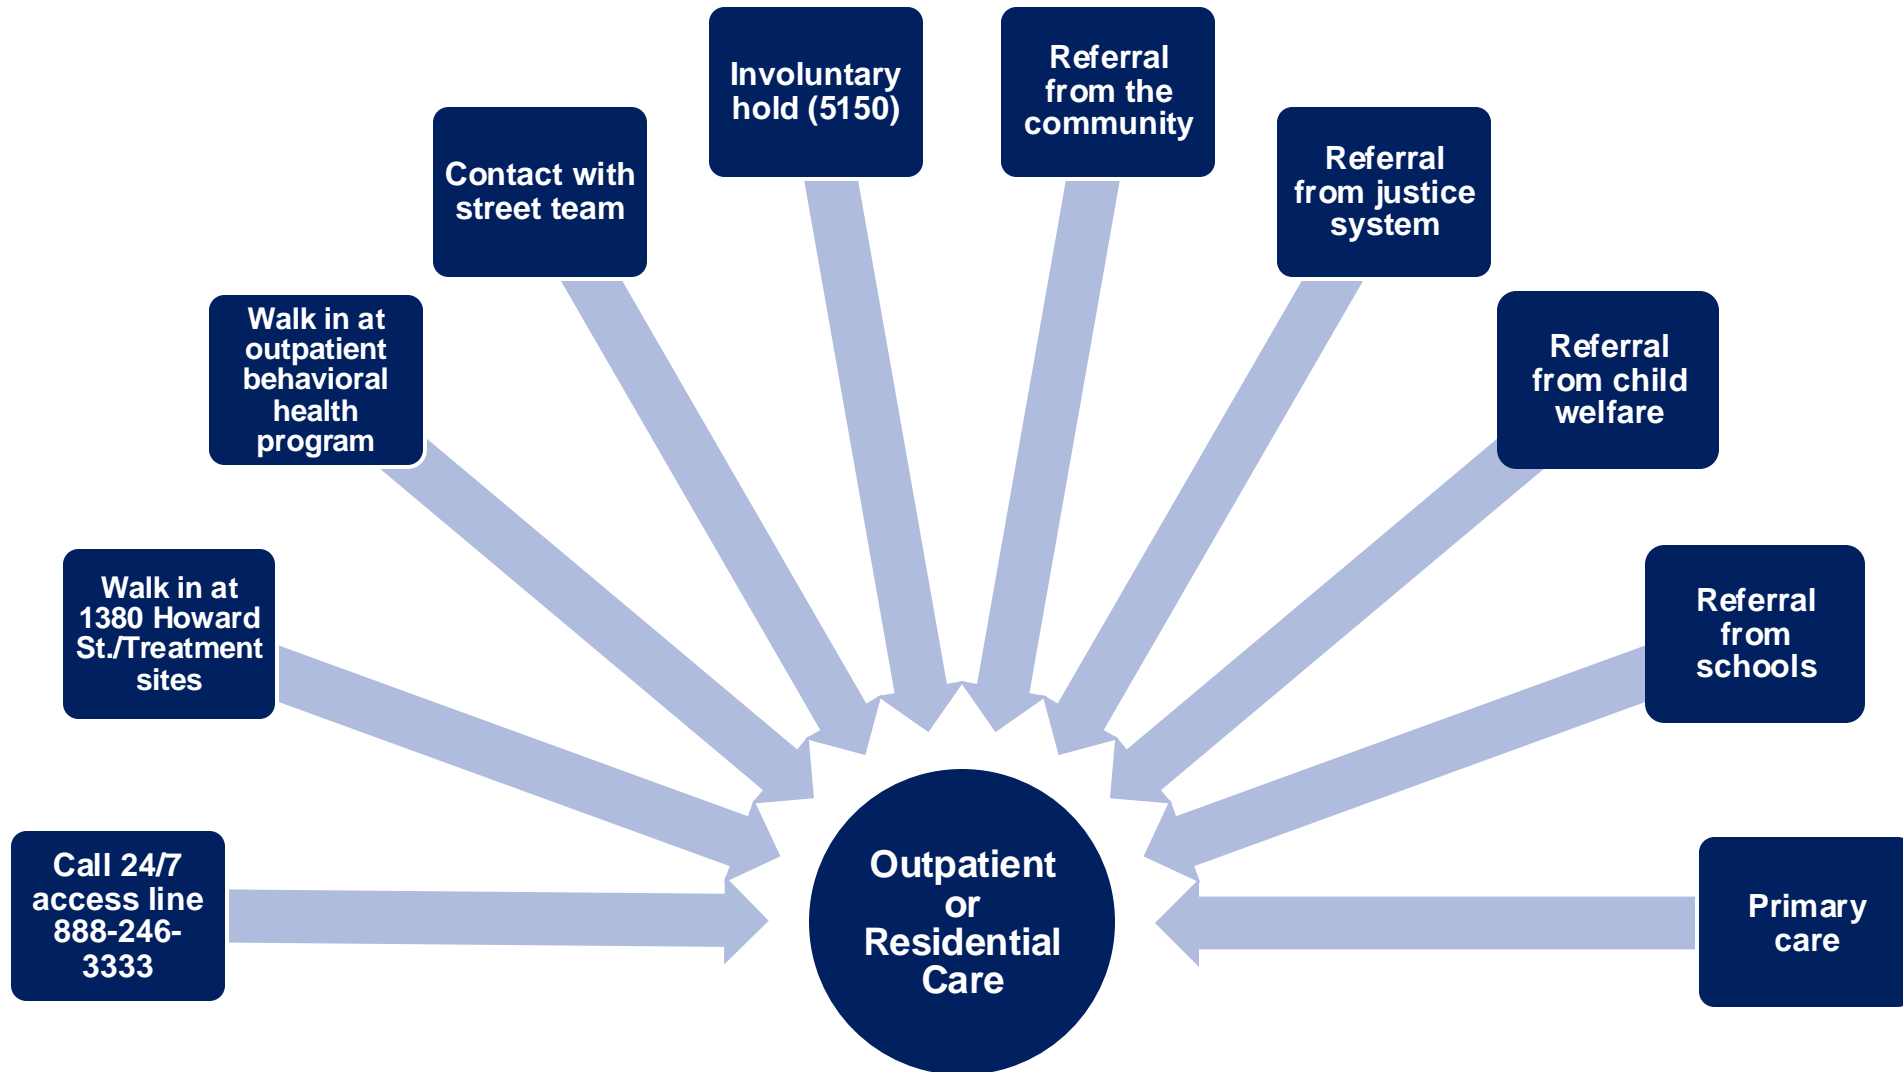 Involuntary
hold (5150)
Referral
from the
community
Contact with
street team
Referral
from justice
system
Walk in at
outpatient
behavioral
health
program
Referral
from child
welfare
Walk in at
1380 Howard
St./Treatment
sites
Referral
from
schools
Call 24/7
access line
888-246-
3333
Outpatient
or
Residential
Care
Primary
care